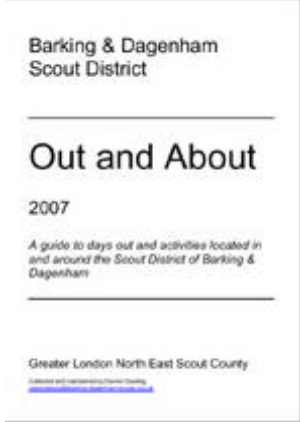 Barking & Dagenham
Scout District
Out and About
2007
A guide to days out and activities located in
and around the Scout District of Barking &
Dagenham
Greater London North East Scout County